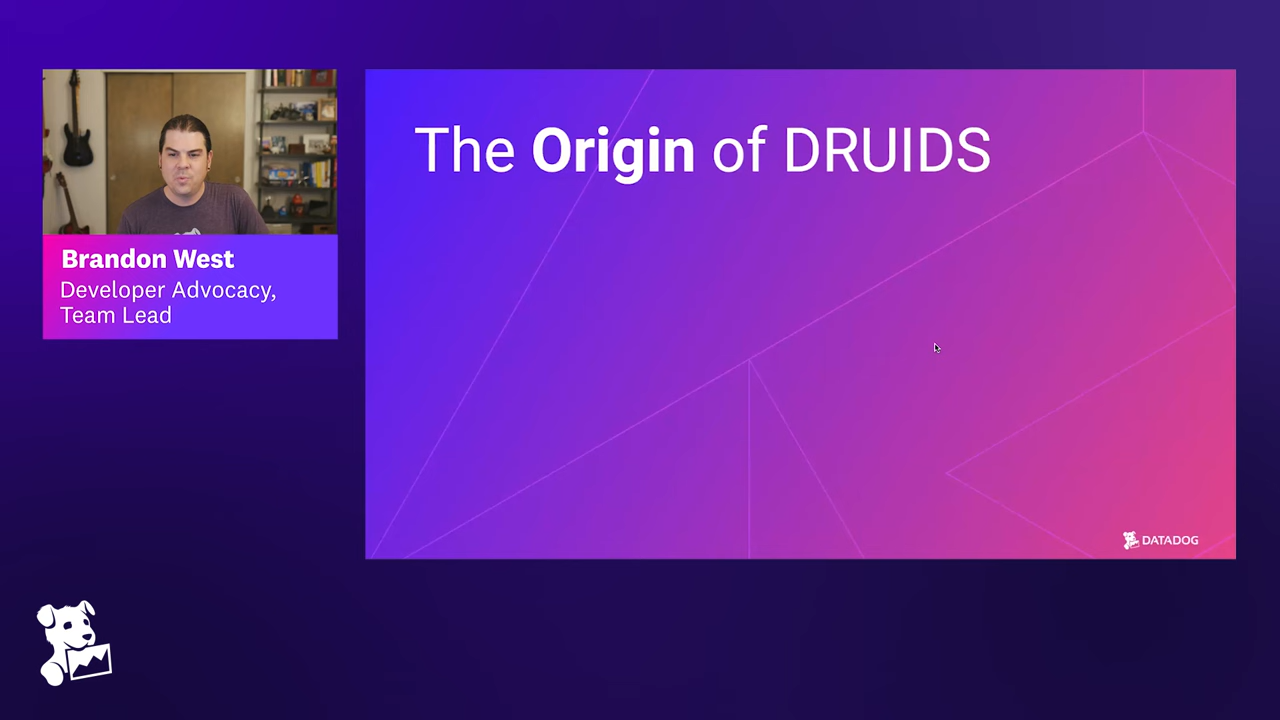 Brandon West
Developer Advocacy,
Team Lead
The Origin of DRUIDS
DATADOG